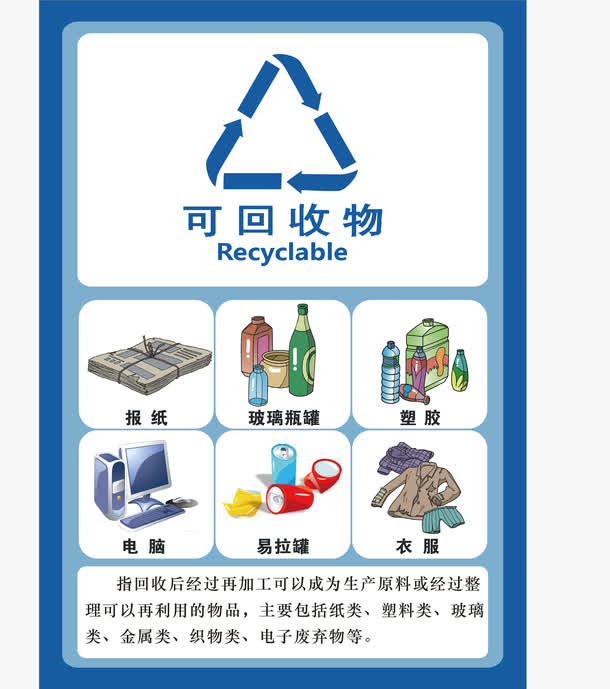 可回收物
Recyclable
报纸
玻璃瓶罐
塑胶
电脑
易拉罐
衣服
指回收后经过再加工可以成为生产原料或经过整
理可以再利用的物品，主要包括纸类、塑料类、玻璃
类、金属类、织物类、电子废弃物等。